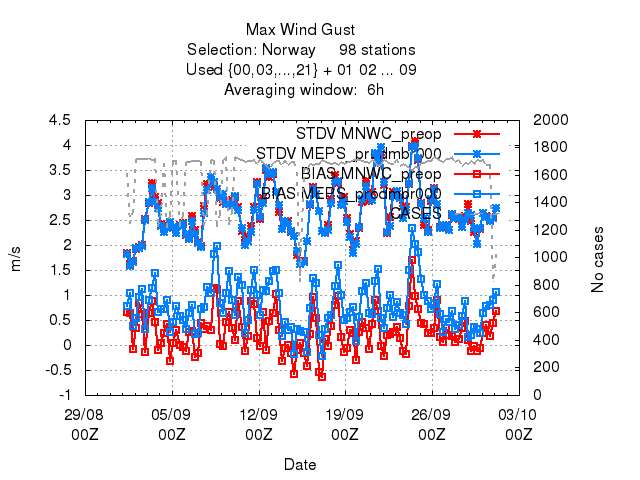 Max Wind Gust
Selection: Norway 98 stations
Used {00,03,...,21} + 01 02 ... 09
Averaging window: 6h
STDV MNWC_preop
STDV MEPS_prodmbr000
BIAS MNWC_preop
BIAS MEPS_prodmbr000
CASES
m/s
4.5
4
3.5
3
2.5
2
1.5
1
0.5
0
-0.5
-1
No cases
2000
1800
1600
1400
1200
1000
800
600
400
200
0
29/08 05/09 12/09 19/09 26/09 03/10
00Z 00Z 00Z 00Z 00Z 00Z
Date